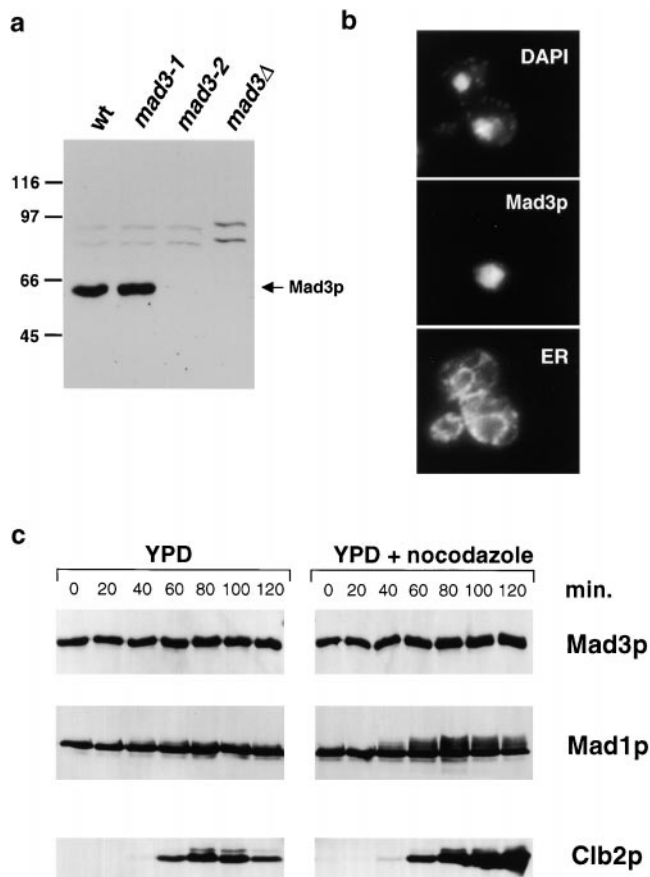 a
wt mad3-1 mad3-2 mad3Δ
116
97
66
45
Mad3p
b
DAPI
Mad3p
ER
c
YPD YPD + nocodazole
0 20 40 60 80 100 120 0 20 40 60 80 100 120 min.
Mad3p
Mad1p
Clb2p